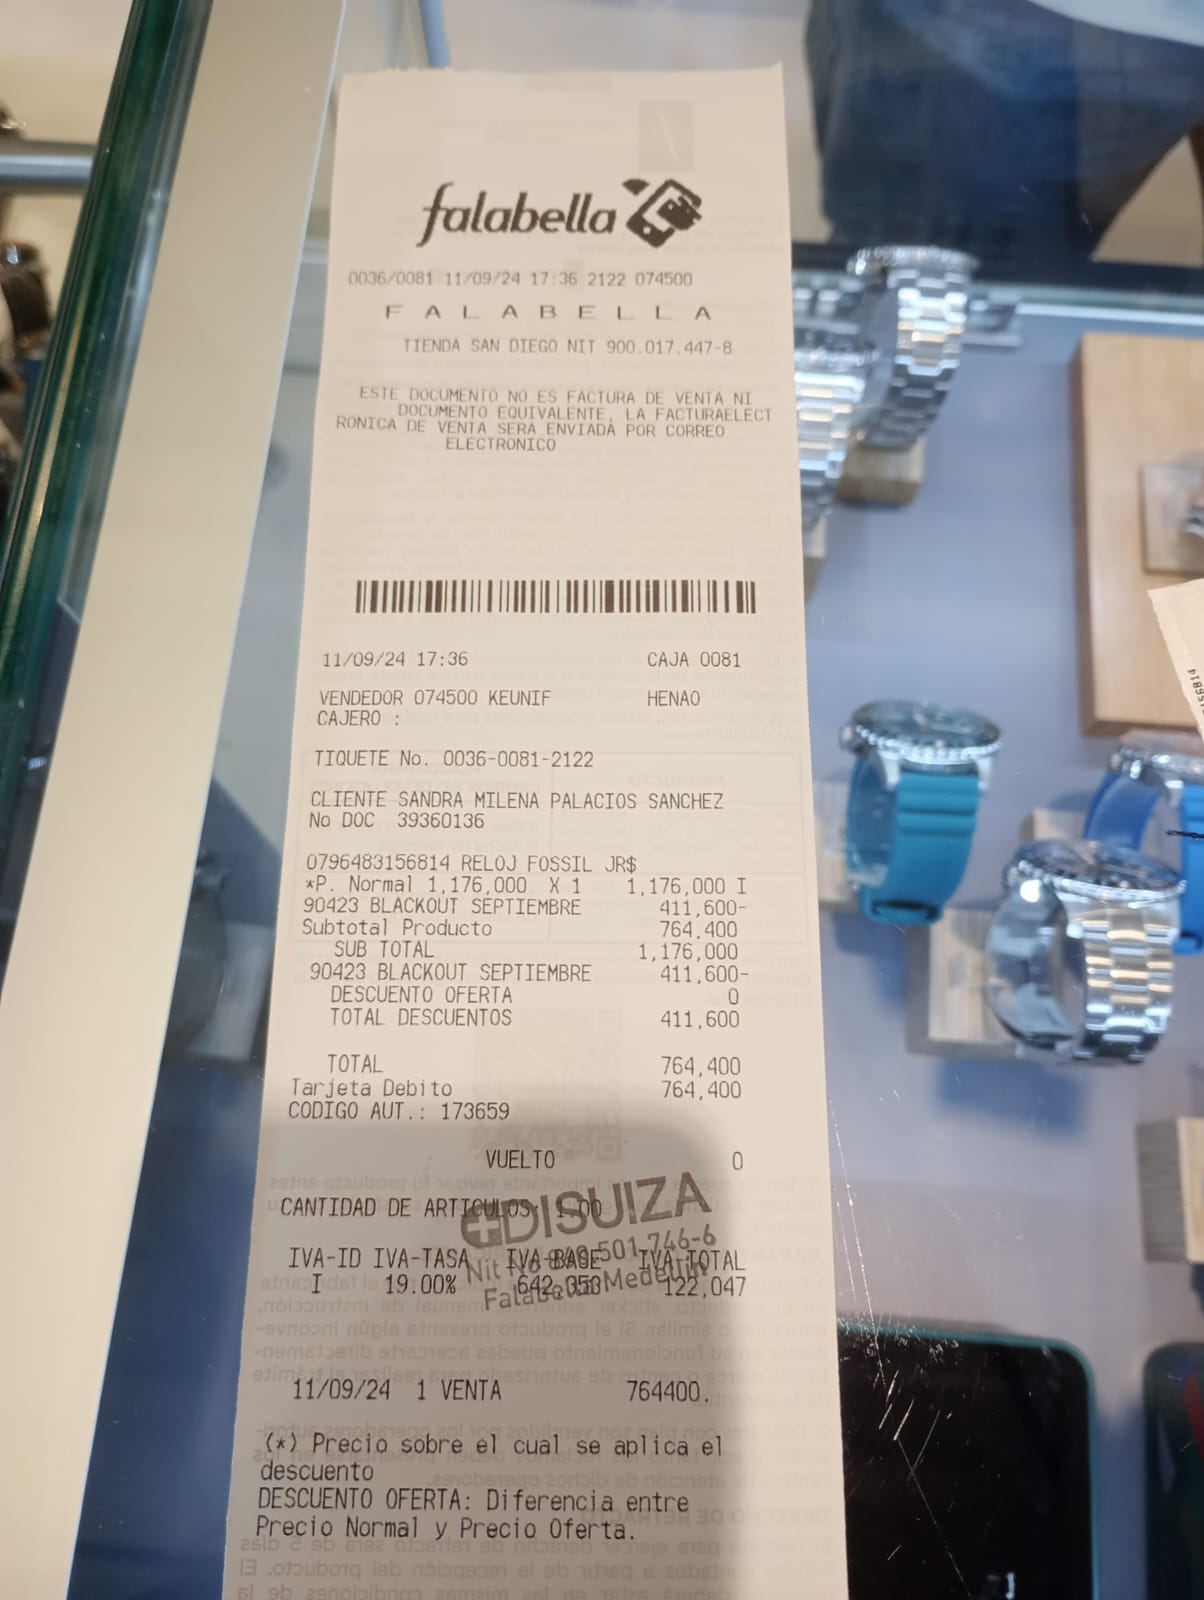 falabella
0036/0081 11/09/24 17:36 2122 074500
FALABELLA
TIENDA SAN DIEGO NIT 900.017.447-8
ESTE DOCUMENTO NO ES FACTURA DE VENTA NI
DOCUMENTO EQUIVALENTE, LA FACTURAELECT
RONICA DE VENTA SERA ENVIADA POR CORREO
ELECTRONICO
11/09/24 17:36 CAJA 0081
VENDEDOR 074500 KEUNIF HENAO
CAJERO :
TIQUETE No. 0036-0081-2122
CLIENTE SANDRA MILENA PALACIOS SANCHEZ
No DOC 39360136
0796483156814 RELOJ FOSSIL JR$
*P. Normal 1,176,000 X 1 1,176,000 I
90423 BLACKOUT SEPTIEMBRE 411,600-
Subtotal Producto 764,400
SUB TOTAL 1,176,000
90423 BLACKOUT SEPTIEMBRE 411,600-
DESCUENTO OFERTA 0
TOTAL DESCUENTOS 411,600
TOTAL 764,400
Tarjeta Debito 764,400
CODIGO AUT.: 173659
VUELTO 0
CANTIDAD DE ARTICULOS: 1.00
DISUIZA
IVA-ID IVA-TASA IVA-BASE IVA-TOTAL
Nit No 501.746-6
I 19.00% 642,353 122,047
Falabella Medellín
11/09/24 1 VENTA 764400.
(*) Precio sobre el cual se aplica el
descuento
DESCUENTO OFERTA: Diferencia entre
Precio Normal y Precio Oferta.